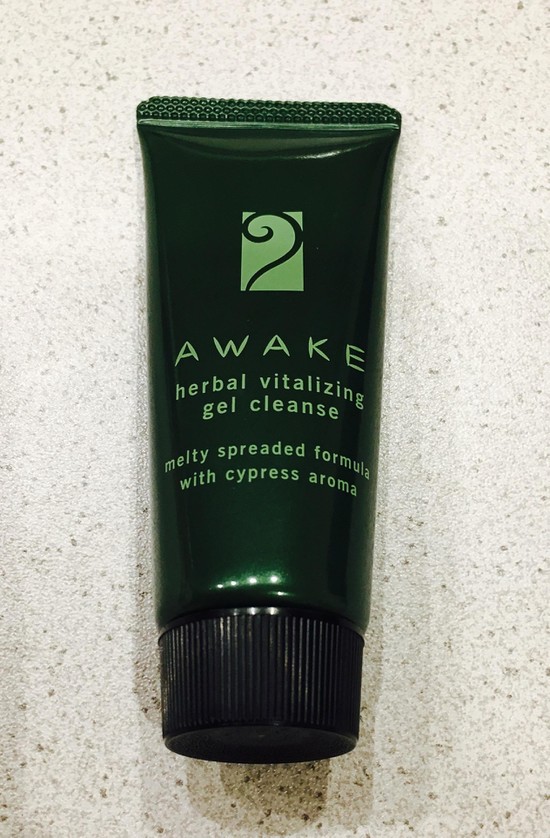 AWAKE
herbal vitalizing
gel cleanse
melty spreaded formula
with cypress aroma